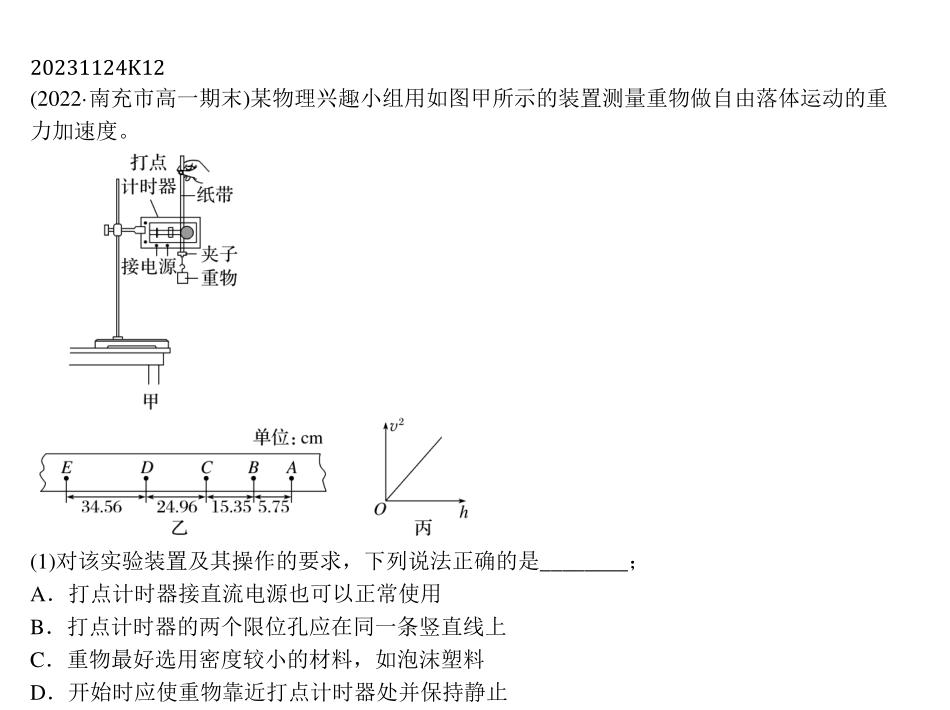 20231124K12
(2022·南充市高一期末)某物理兴趣小组用如图甲所示的装置测量重物做自由落体运动的重
力加速度。
打点
计时器
纸带
夹子
接电源
重物
甲
单位:cm
E D C B A
34.56 24.96 15.35 5.75
乙
v²
O h
丙
(1)对该实验装置及其操作的要求，下列说法正确的是________；
A．打点计时器接直流电源也可以正常使用
B．打点计时器的两个限位孔应在同一条竖直线上
C．重物最好选用密度较小的材料，如泡沫塑料
D．开始时应使重物靠近打点计时器处并保持静止